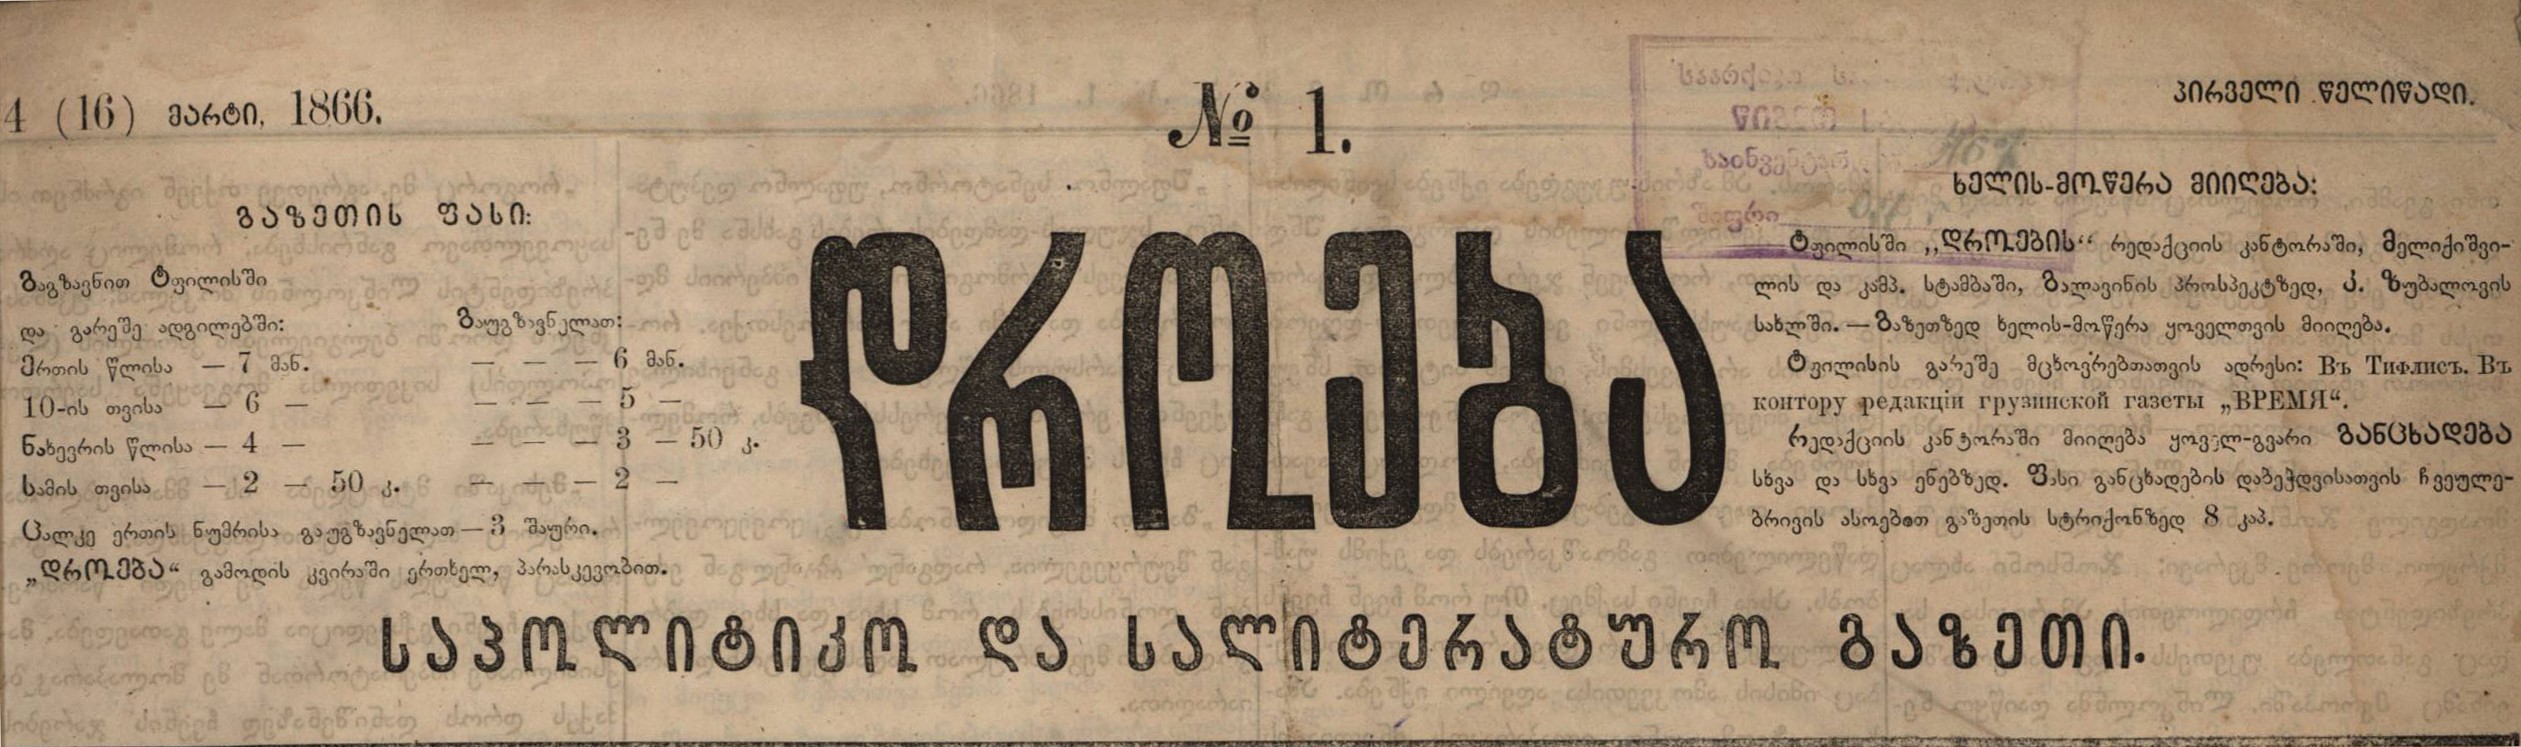 4 (16) მარტი, 1866.
№ 1.
პირველი წელიწადი.
გაზეთის ფასი:
გაგზავნით ტფილისში
და გარეშე ადგილებში: გაუგზავნელათ:
ერთის წლისა — 7 მან. — — — 6 მან.
10-ის თვისა — 6 — — — — 5 —
ნახევრის წლისა — 4 — — — — 3 — 50 კ.
სამის თვისა — 2 — 50 კ. — — — 2 —
ცალკე ერთის ნუმრისა გაუგზავნელათ — 3 შაური.
„დროება“ გამოდის კვირაში ერთხელ, პარასკევობით.
დროება
ხელის-მოწერა მიიღება:
ტფილისში „დროების“ რედაქციის კანტორაში, მელიქიშვი-
ლის და კამპ. სტამბაში, გალავინის პროსპეკტზედ, კ. ზუბალოვის
სახლში. — გაზეთზედ ხელის-მოწერა ყოველთვის მიიღება.
ტფილისის გარეშე მცხოვრებთათვის ადრესი: Въ Тифлисъ. Въ
контору редакціи грузинской газеты „ВРЕМЯ“.
რედაქციის კანტორაში მიიღება ყოველ-გვარი განცხადება
სხვა და სხვა ენებზედ. ფასი განცხადების დაბეჭდვისათვის ჩვეულე-
ბრივის ასოებით გაზეთის სტრიქონზედ 8 კაპ.
საპოლიტიკო და სალიტერატურო გაზეთი.